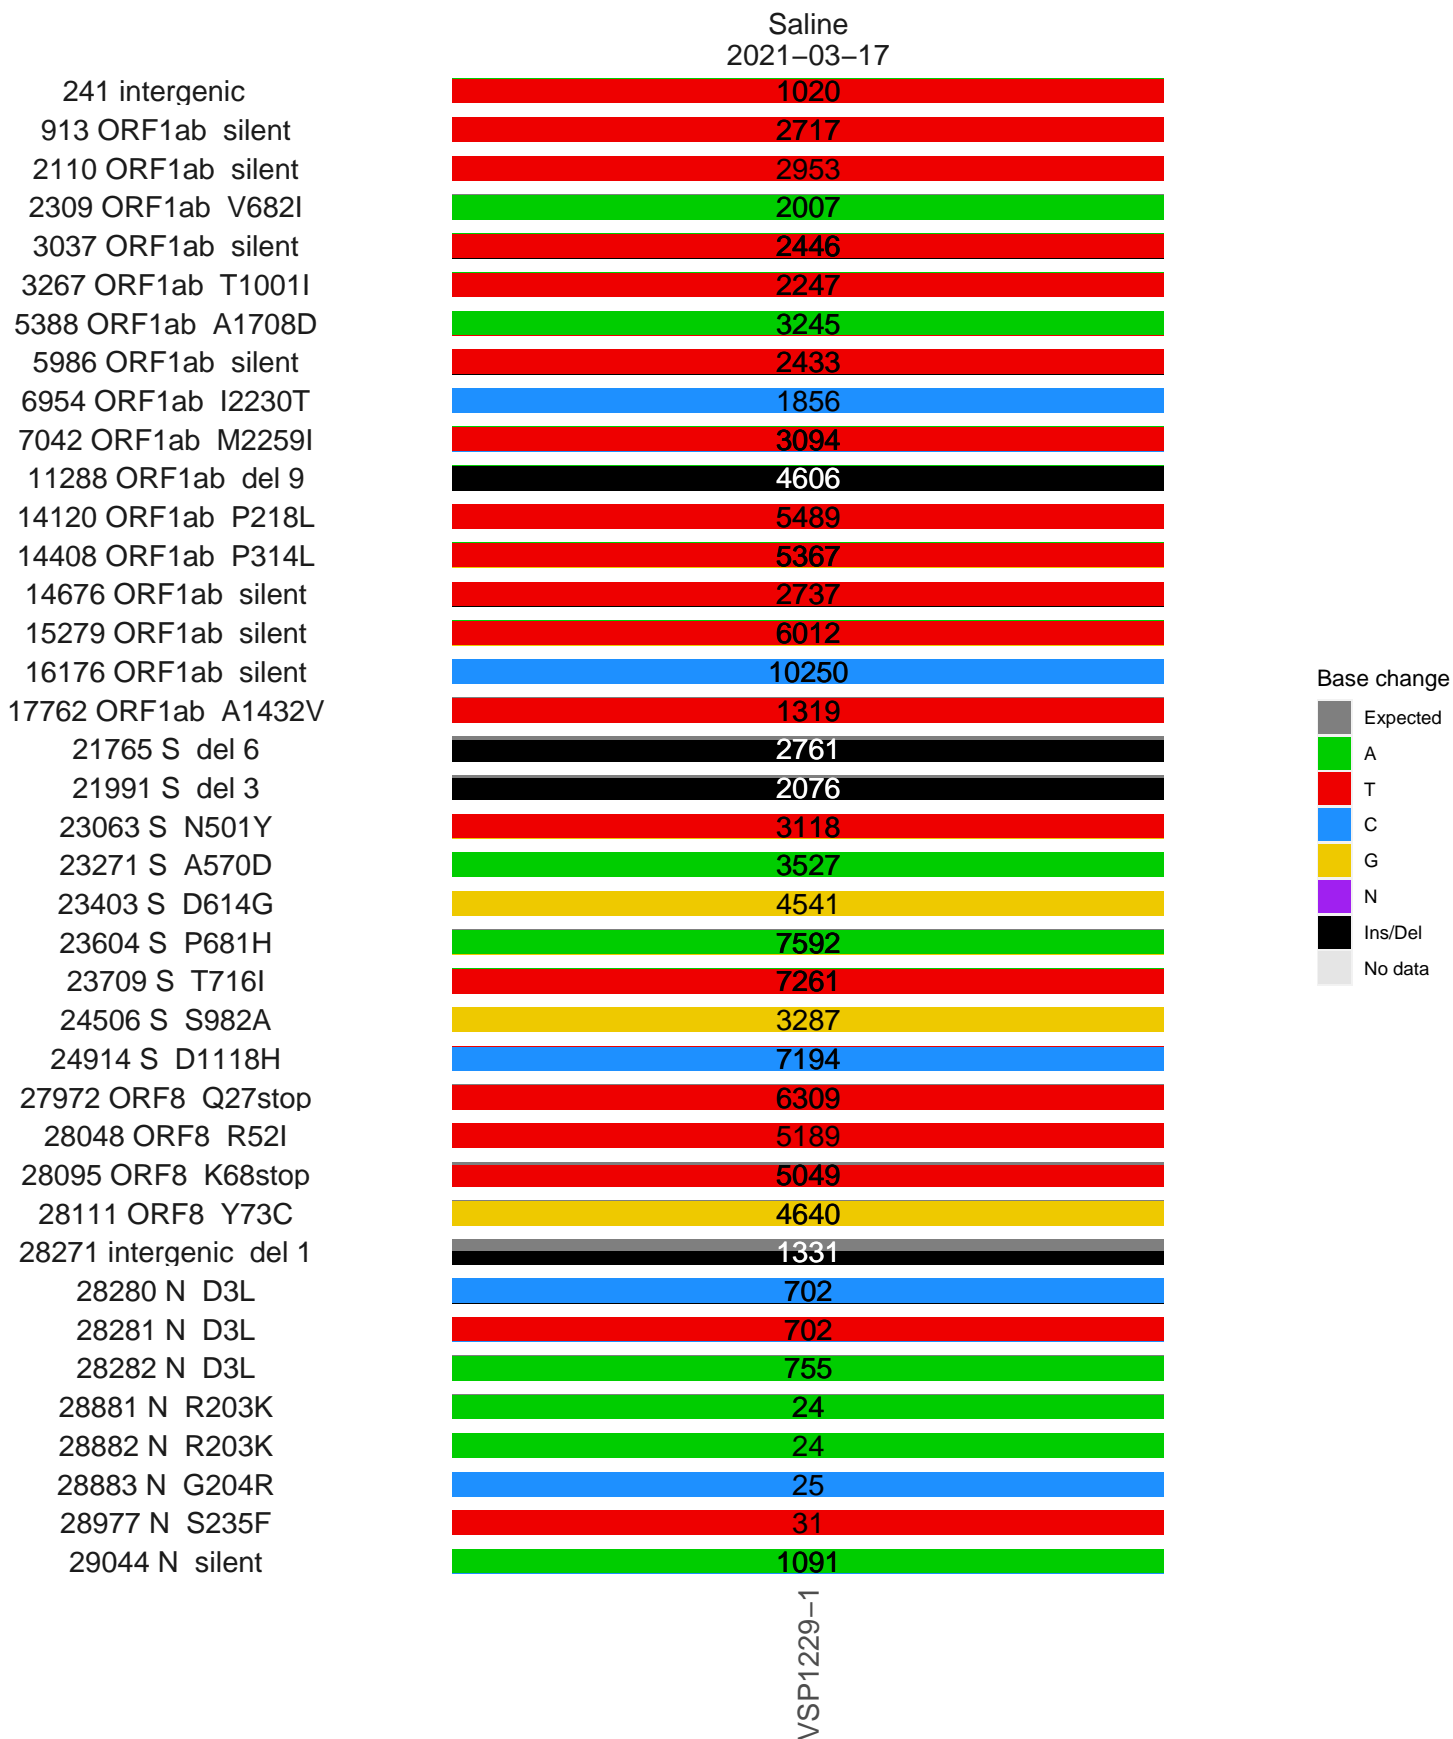 Saline
2021−03−17
241 intergenic 1020
913 ORF1ab silent 2717
2110 ORF1ab silent 2953
2309 ORF1ab V682I 2007
3037 ORF1ab silent 2446
3267 ORF1ab T1001I 2247
5388 ORF1ab A1708D 3245
5986 ORF1ab silent 2433
6954 ORF1ab I2230T 1856
7042 ORF1ab M2259I 3094
11288 ORF1ab del 9 4606
14120 ORF1ab P218L 5489
14408 ORF1ab P314L 5367
14676 ORF1ab silent 2737
15279 ORF1ab silent 6012
16176 ORF1ab silent 10250
17762 ORF1ab A1432V 1319
21765 S del 6 2761
21991 S del 3 2076
23063 S N501Y 3118
23271 S A570D 3527
23403 S D614G 4541
23604 S P681H 7592
23709 S T716I 7261
24506 S S982A 3287
24914 S D1118H 7194
27972 ORF8 Q27stop 6309
28048 ORF8 R52I 5189
28095 ORF8 K68stop 5049
28111 ORF8 Y73C 4640
28271 intergenic del 1 1331
28280 N D3L 702
28281 N D3L 702
28282 N D3L 755
28881 N R203K 24
28882 N R203K 24
28883 N G204R 25
28977 N S235F 31
29044 N silent 1091
VSP1229−1
Base change
Expected
A
T
C
G
N
Ins/Del
No data